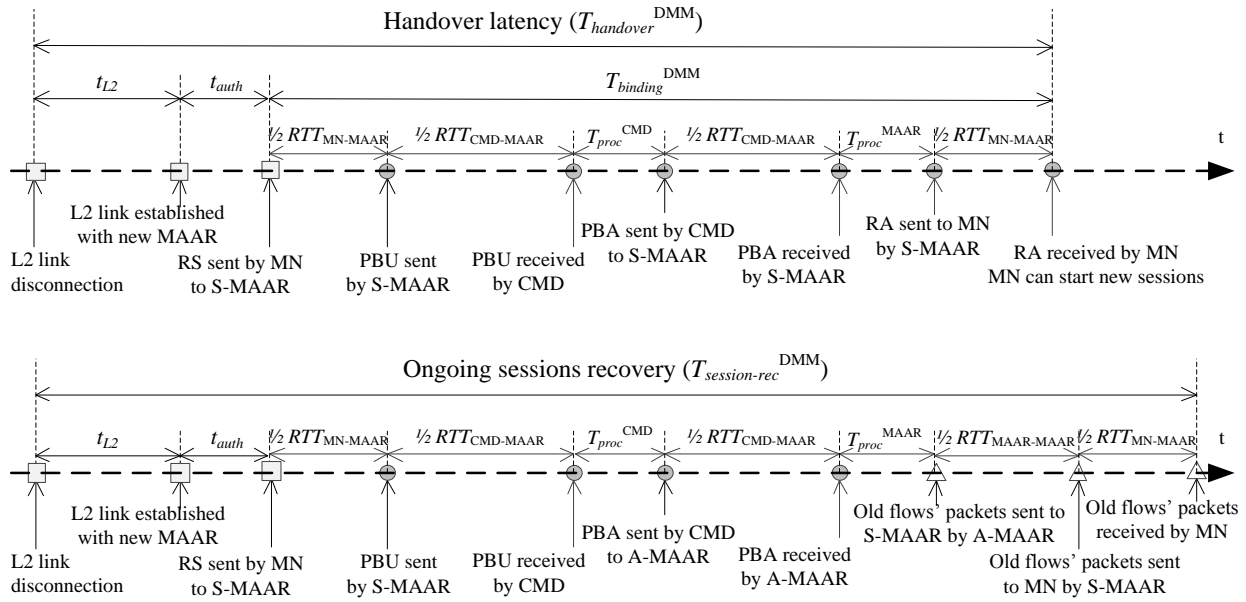 Handover latency (T_handover^DMM)
t_L2
t_auth
T_binding^DMM
½ RTT_MN-MAAR
½ RTT_CMD-MAAR
T_proc^CMD
½ RTT_CMD-MAAR
T_proc^MAAR
½ RTT_MN-MAAR
t
L2 link
disconnection
L2 link established
with new MAAR
RS sent by MN
to S-MAAR
PBU sent
by S-MAAR
PBU received
by CMD
PBA sent by CMD
to S-MAAR
PBA received
by S-MAAR
RA sent to MN
by S-MAAR
RA received by MN
MN can start new sessions
Ongoing sessions recovery (T_session-rec^DMM)
t_L2
t_auth
½ RTT_MN-MAAR
½ RTT_CMD-MAAR
T_proc^CMD
½ RTT_CMD-MAAR
T_proc^MAAR
½ RTT_MAAR-MAAR
½ RTT_MN-MAAR
t
L2 link
disconnection
L2 link established
with new MAAR
RS sent by MN
to S-MAAR
PBU sent
by S-MAAR
PBU received
by CMD
PBA sent by CMD
to A-MAAR
PBA received
by A-MAAR
Old flows’ packets sent to
S-MAAR by A-MAAR
Old flows’ packets sent
to MN by S-MAAR
Old flows’ packets
received by MN